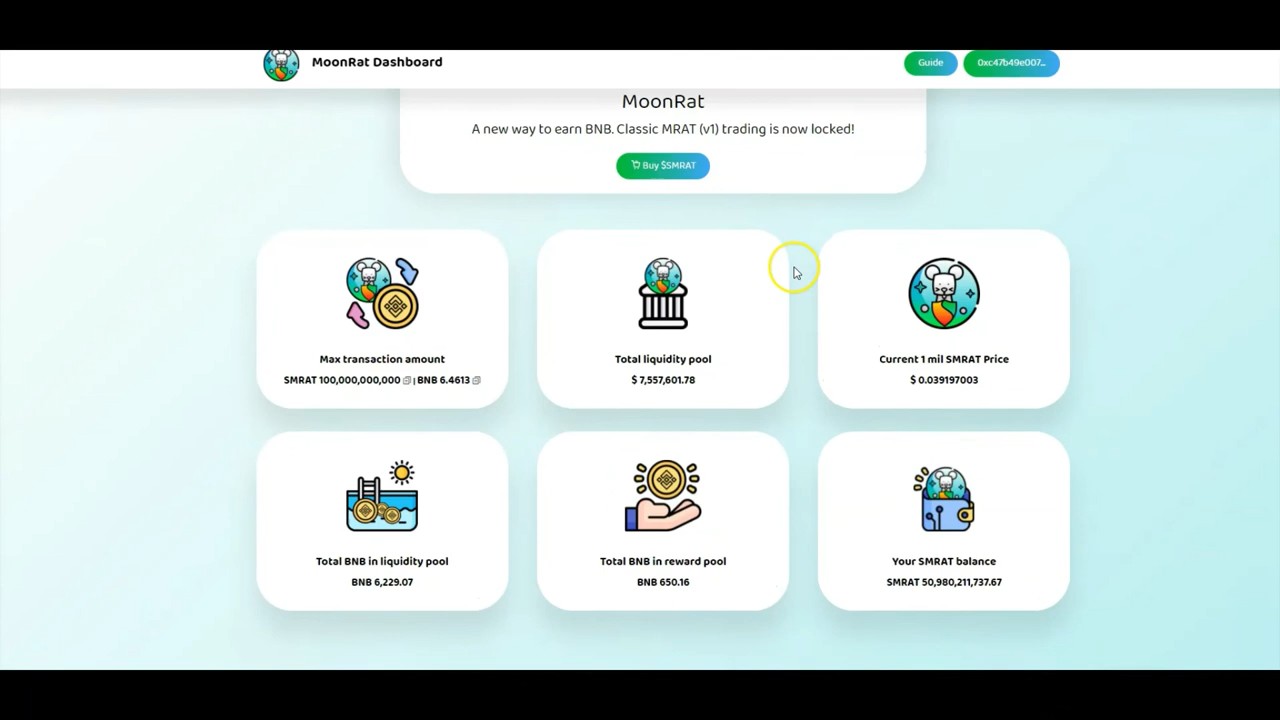 MoonRat Dashboard
Guide
0xc47b49e007...
MoonRat
A new way to earn BNB. Classic MRAT (v1) trading is now locked!
Buy $SMRAT
Max transaction amount
SMRAT 100,000,000,000 | BNB 6.4613
Total liquidity pool
$ 7,557,601.78
Current 1 mil SMRAT Price
$ 0.039197003
Total BNB in liquidity pool
BNB 6,229.07
Total BNB in reward pool
BNB 650.16
Your SMRAT balance
SMRAT 50,980,211,737.67